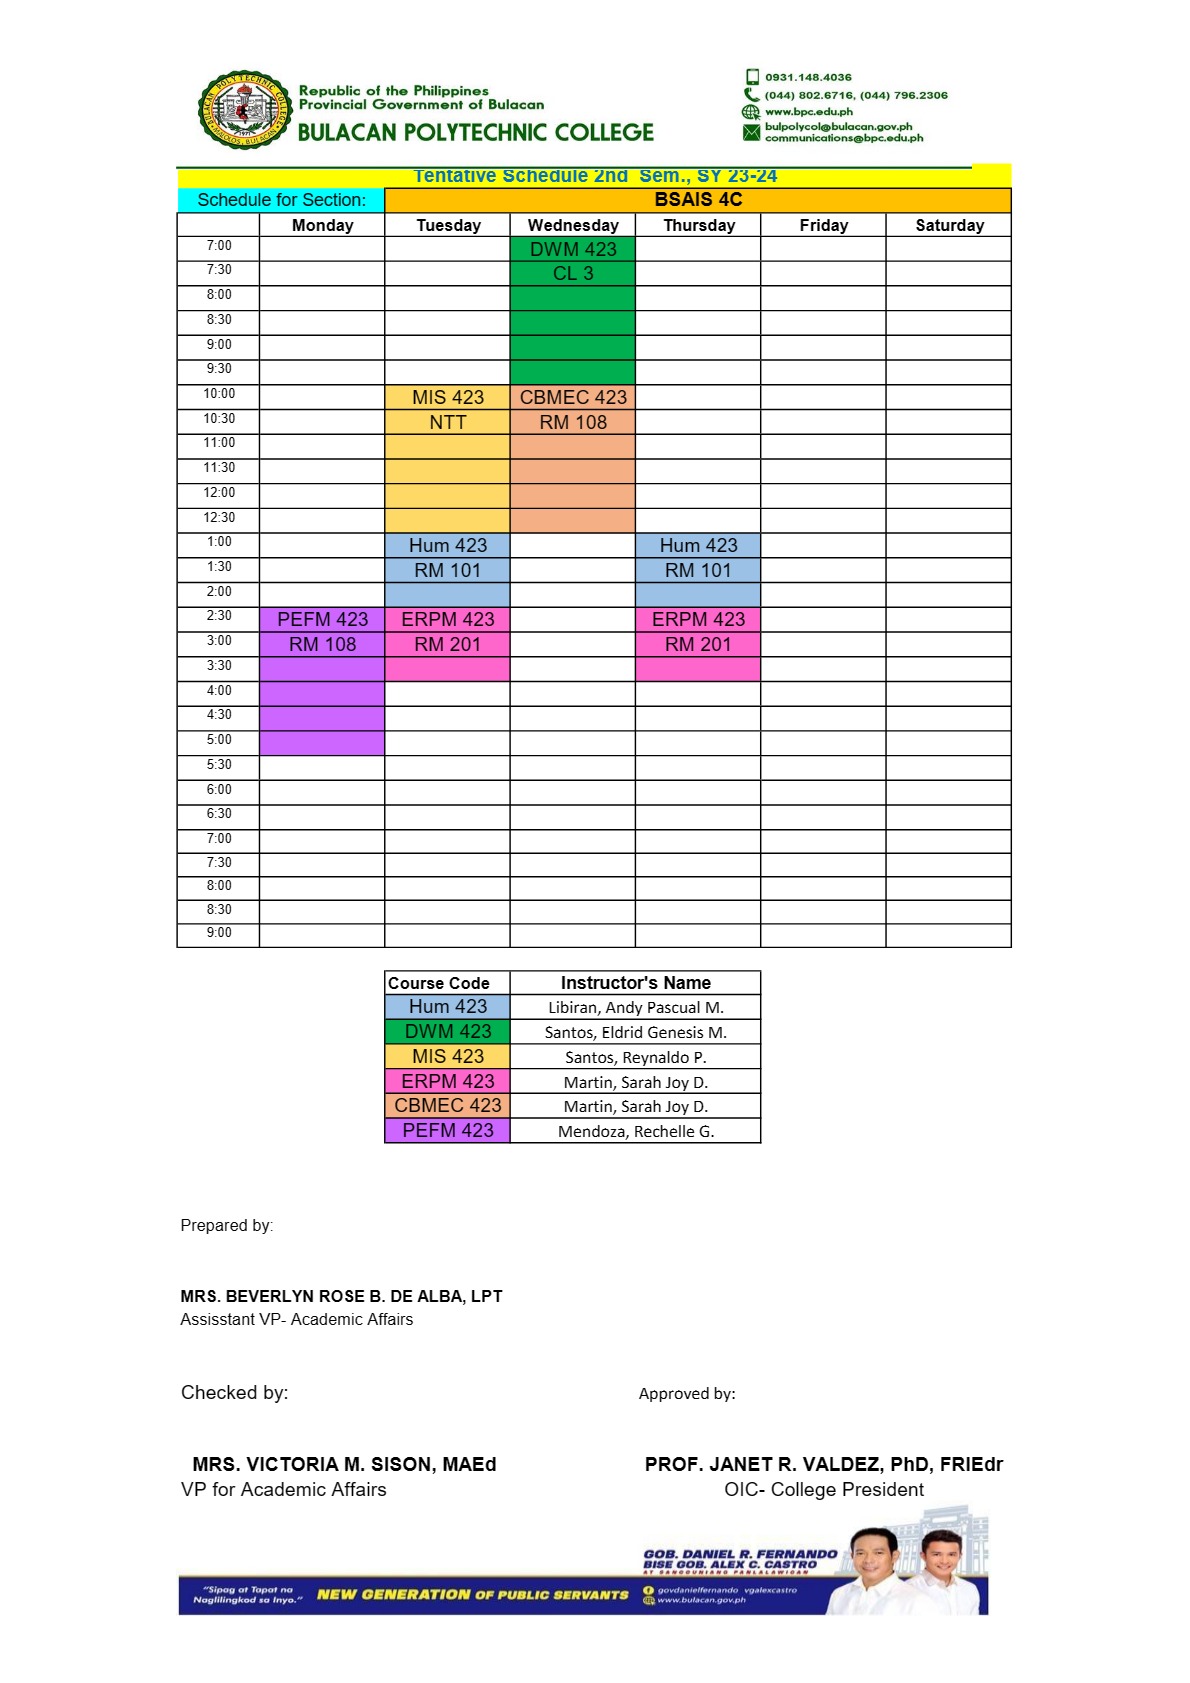 BULACAN POLYTECHNIC COLLEGE
MALOLOS, BULACAN
1971
Republic of the Philippines
Provincial Government of Bulacan
BULACAN POLYTECHNIC COLLEGE
0931.148.4036
(044) 802.6716, (044) 796.2306
www.bpc.edu.ph
bulpolycol@bulacan.gov.ph
communications@bpc.edu.ph
Tentative Schedule 2nd Sem., SY 23-24
Schedule for Section: BSAIS 4C
Monday Tuesday Wednesday Thursday Friday Saturday
7:00 DWM 423
7:30 CL 3
8:00
8:30
9:00
9:30
10:00 MIS 423 CBMEC 423
10:30 NTT RM 108
11:00
11:30
12:00
12:30
1:00 Hum 423 Hum 423
1:30 RM 101 RM 101
2:00
2:30 PEFM 423 ERPM 423 ERPM 423
3:00 RM 108 RM 201 RM 201
3:30
4:00
4:30
5:00
5:30
6:00
6:30
7:00
7:30
8:00
8:30
9:00
Course Code Instructor's Name
Hum 423 Libiran, Andy Pascual M.
DWM 423 Santos, Eldrid Genesis M.
MIS 423 Santos, Reynaldo P.
ERPM 423 Martin, Sarah Joy D.
CBMEC 423 Martin, Sarah Joy D.
PEFM 423 Mendoza, Rechelle G.
Prepared by:
MRS. BEVERLYN ROSE B. DE ALBA, LPT
Assisstant VP- Academic Affairs
Checked by: Approved by:
MRS. VICTORIA M. SISON, MAEd PROF. JANET R. VALDEZ, PhD, FRIEdr
VP for Academic Affairs OIC- College President
GOB. DANIEL R. FERNANDO
BISE GOB. ALEX C. CASTRO
AT SANGGUNIANG PANLALAWIGAN
"Sipag at Tapat na
Naglilingkod sa Inyo."
NEW GENERATION OF PUBLIC SERVANTS
govdanielfernando vgalexcastro
www.bulacan.gov.ph